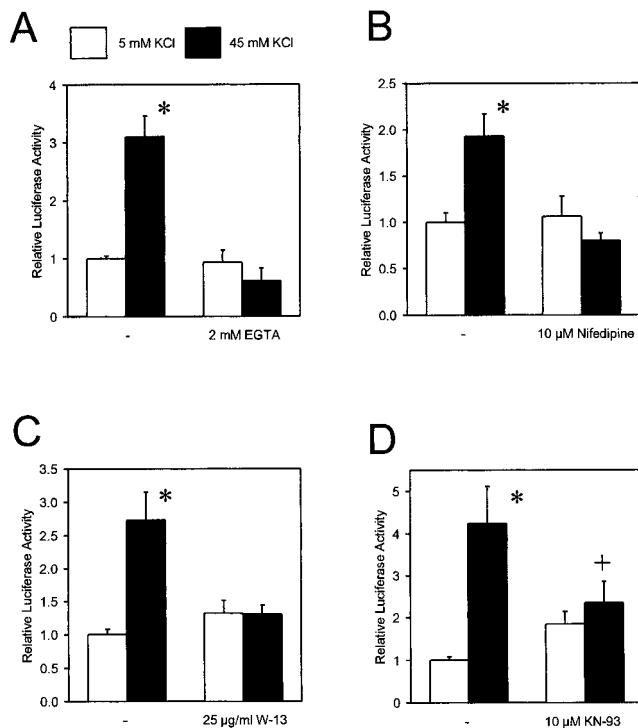 A
5 mM KCl
45 mM KCl
Relative Luciferase Activity
4
3
2
1
0
*
-
2 mM EGTA
B
Relative Luciferase Activity
2.5
2.0
1.5
1.0
0.5
0.0
*
-
10 µM Nifedipine
C
Relative Luciferase Activity
3.5
3.0
2.5
2.0
1.5
1.0
0.5
0.0
*
-
25 µg/ml W-13
D
Relative Luciferase Activity
5
4
3
2
1
0
*
+
-
10 µM KN-93